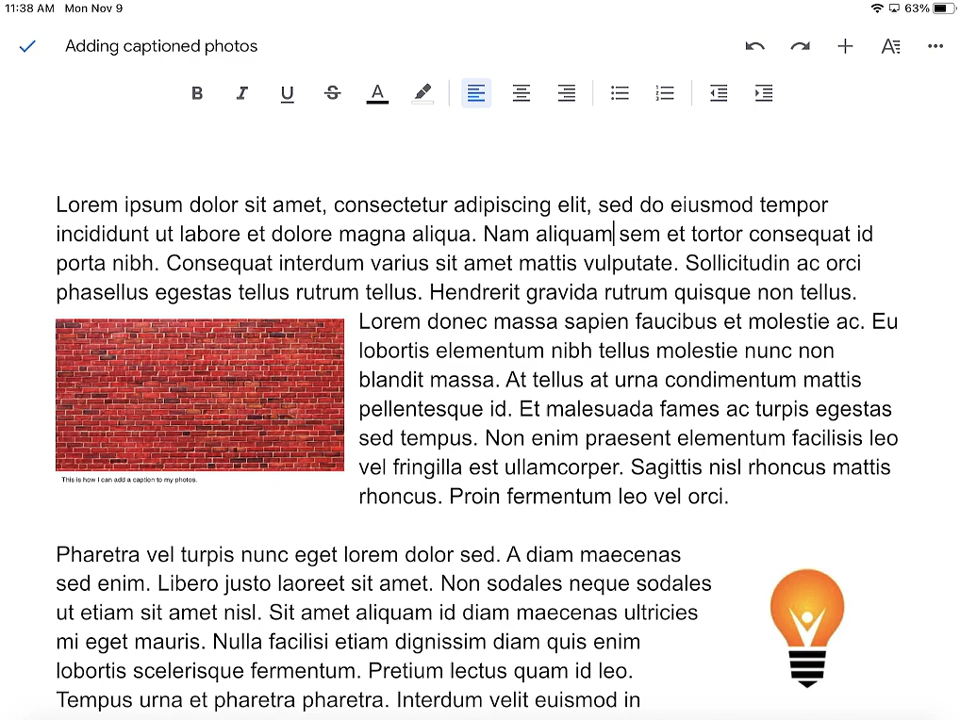 11:38 AM Mon Nov 9 63%
Adding captioned photos
B I U S A
Lorem ipsum dolor sit amet, consectetur adipiscing elit, sed do eiusmod tempor
incididunt ut labore et dolore magna aliqua. Nam aliquam sem et tortor consequat id
porta nibh. Consequat interdum varius sit amet mattis vulputate. Sollicitudin ac orci
phasellus egestas tellus rutrum tellus. Hendrerit gravida rutrum quisque non tellus.
Lorem donec massa sapien faucibus et molestie ac. Eu
lobortis elementum nibh tellus molestie nunc non
blandit massa. At tellus at urna condimentum mattis
pellentesque id. Et malesuada fames ac turpis egestas
sed tempus. Non enim praesent elementum facilisis leo
vel fringilla est ullamcorper. Sagittis nisl rhoncus mattis
rhoncus. Proin fermentum leo vel orci.
This is how I can add a caption to my photos.
Pharetra vel turpis nunc eget lorem dolor sed. A diam maecenas
sed enim. Libero justo laoreet sit amet. Non sodales neque sodales
ut etiam sit amet nisl. Sit amet aliquam id diam maecenas ultricies
mi eget mauris. Nulla facilisi etiam dignissim diam quis enim
lobortis scelerisque fermentum. Pretium lectus quam id leo.
Tempus urna et pharetra pharetra. Interdum velit euismod in